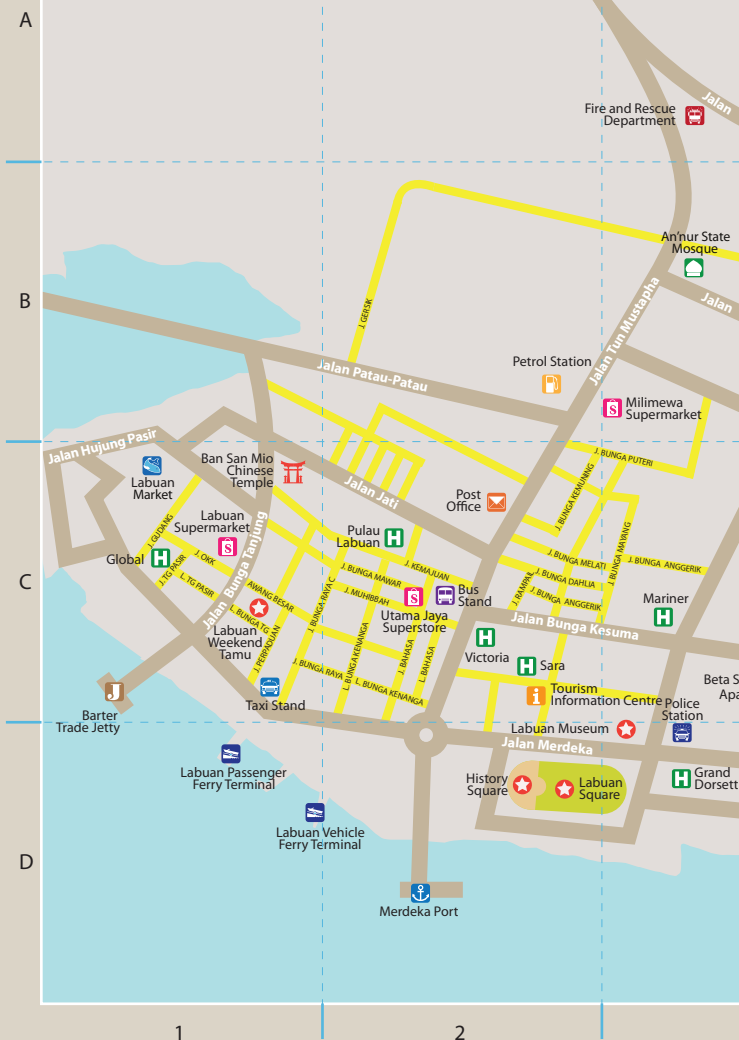 A
Fire and Rescue
Department
Jalan
An'nur State
Mosque
B
J. GERSIK
Jalan
Jalan Tun Mustapha
Petrol Station
Jalan Patau-Patau
Milimewa
Supermarket
Jalan Hujung Pasir
Ban San Mio
Chinese
Temple
J. BUNGA PUTERI
Labuan
Market
Jalan Jati
Post
Office
J. BUNGA KEMUNING
Labuan
Supermarket
J. GUDANG
Pulau
Labuan
J. BUNGA MAYANG
Global
J. OKK
AWANG BESAR
Jalan Bunga Tanjung
J. KEMAJUAN
J. BUNGA MELATI
J. BUNGA ANGGERIK
J. TG PASIR
L. TG PASIR
J. BUNGA MAWAR
J. BUNGA DAHLIA
C
J. BUNGA RAYA C
J. MUHIBBAH
Bus
Stand
J. RAMPAI
J. BUNGA ANGGERIK
Mariner
L. BUNGA TG
Utama Jaya
Superstore
Jalan Bunga Kesuma
Labuan
Weekend
Tamu
J. PERPADUAN
L. BUNGA KENANGA
J. BAHASA
L. BAHASA
Victoria
J. BUNGA RAYA
Sara
L. BUNGA KENANGA
Tourism
Information Centre
Beta S
Apa
J
Barter
Trade Jetty
Taxi Stand
Police
Station
Labuan Museum
Jalan Merdeka
Labuan Passenger
Ferry Terminal
History
Square
Labuan
Square
Grand
Dorsett
Labuan Vehicle
Ferry Terminal
D
Merdeka Port
1
2
H
H
H
H
H
H
S
S
S
i